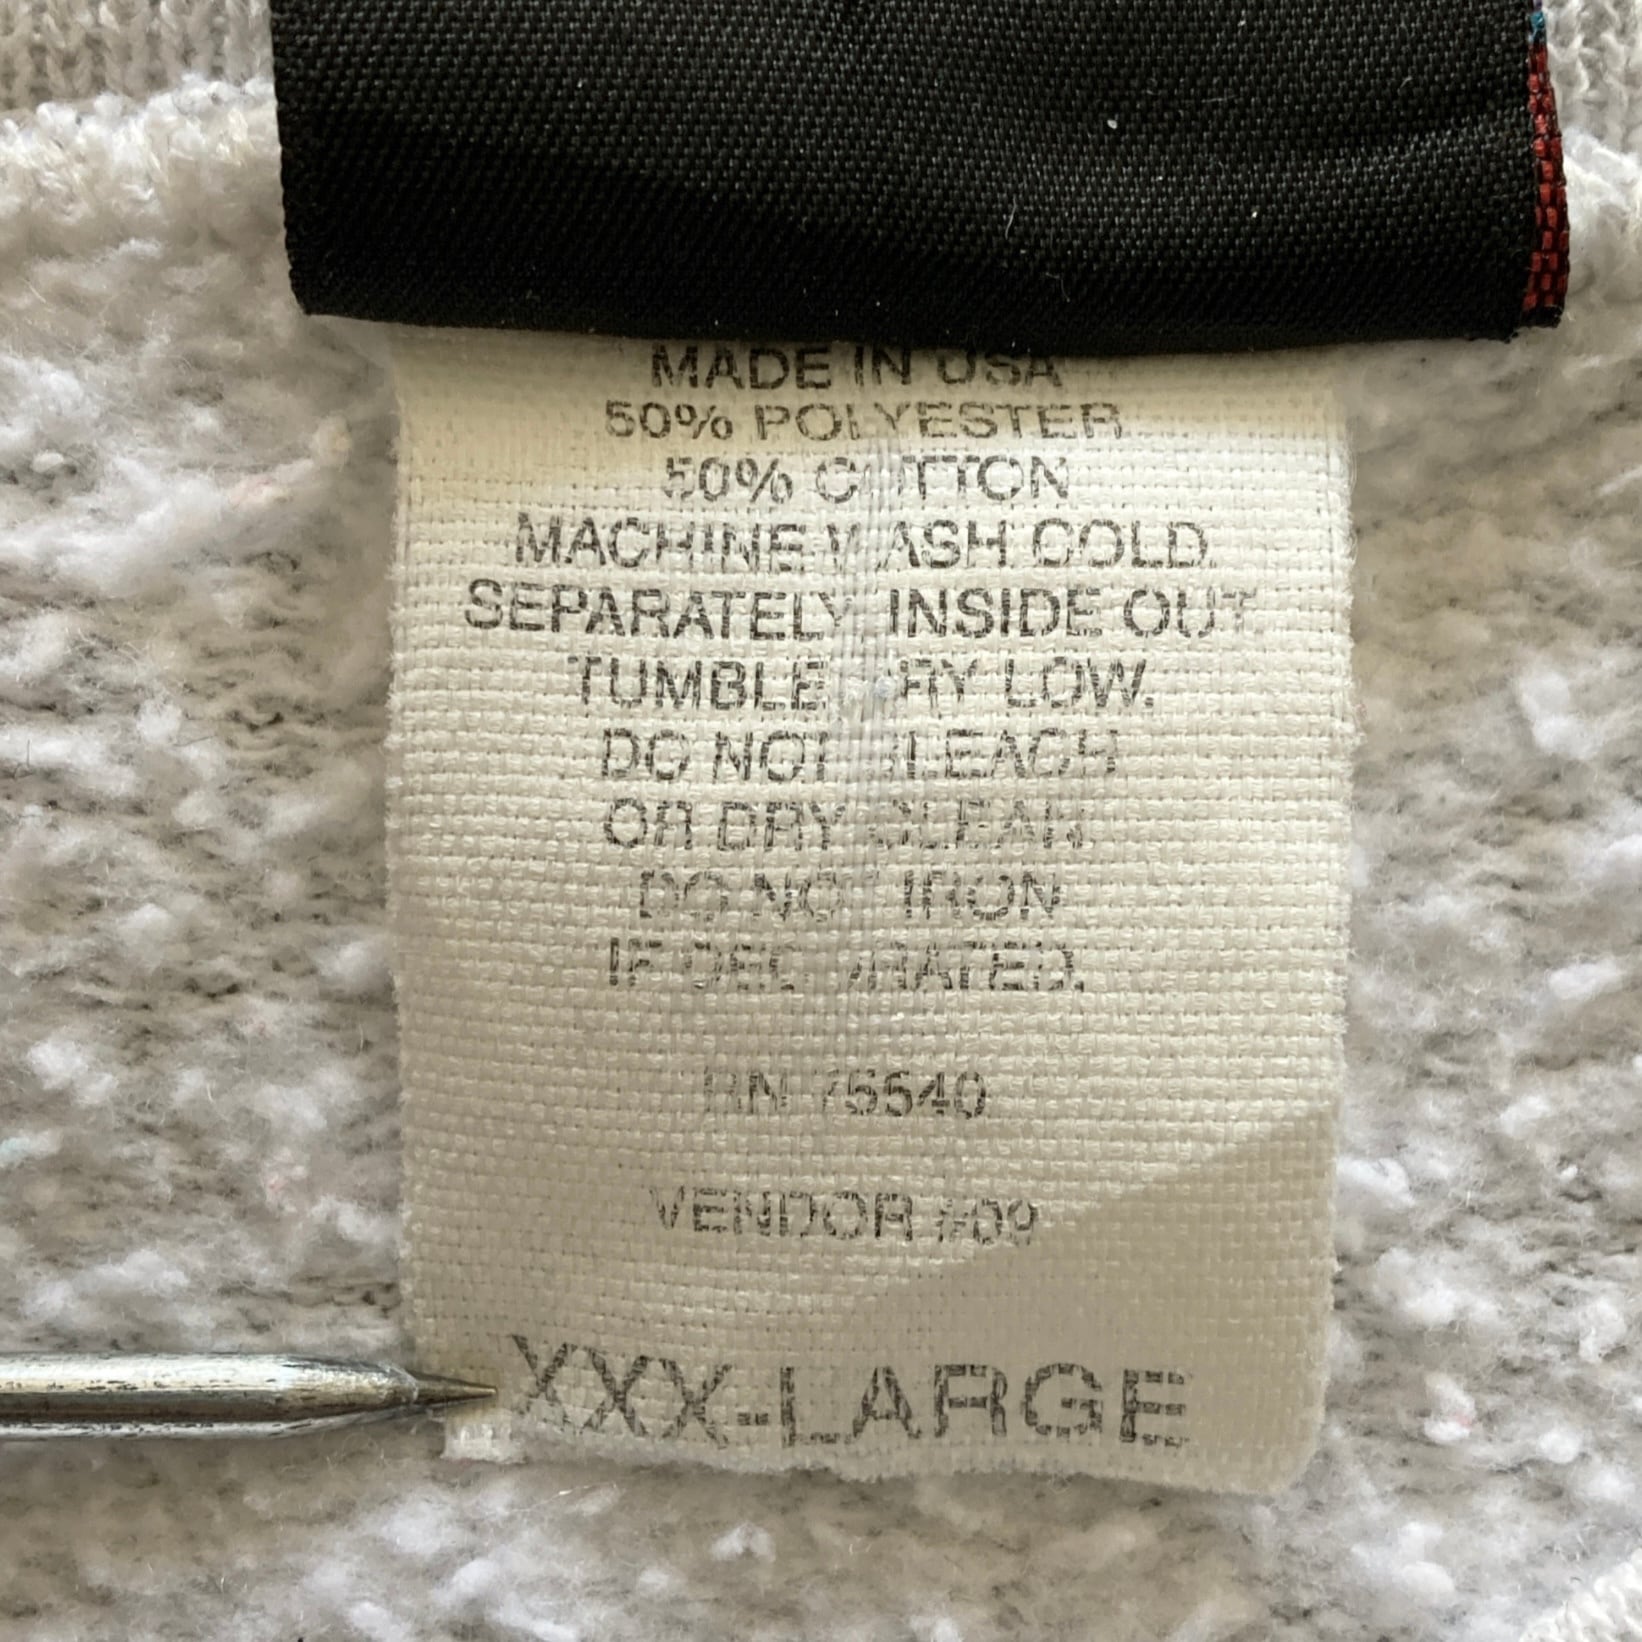 MADE IN USA
50% POLYESTER
50% COTTON
MACHINE WASH COLD.
SEPARATELY, INSIDE OUT.
TUMBLE DRY LOW.
DO NOT BLEACH
OR DRY CLEAN
DO NOT IRON
IF DECORATED.
RN 75540
VENDOR #09
XXX-LARGE